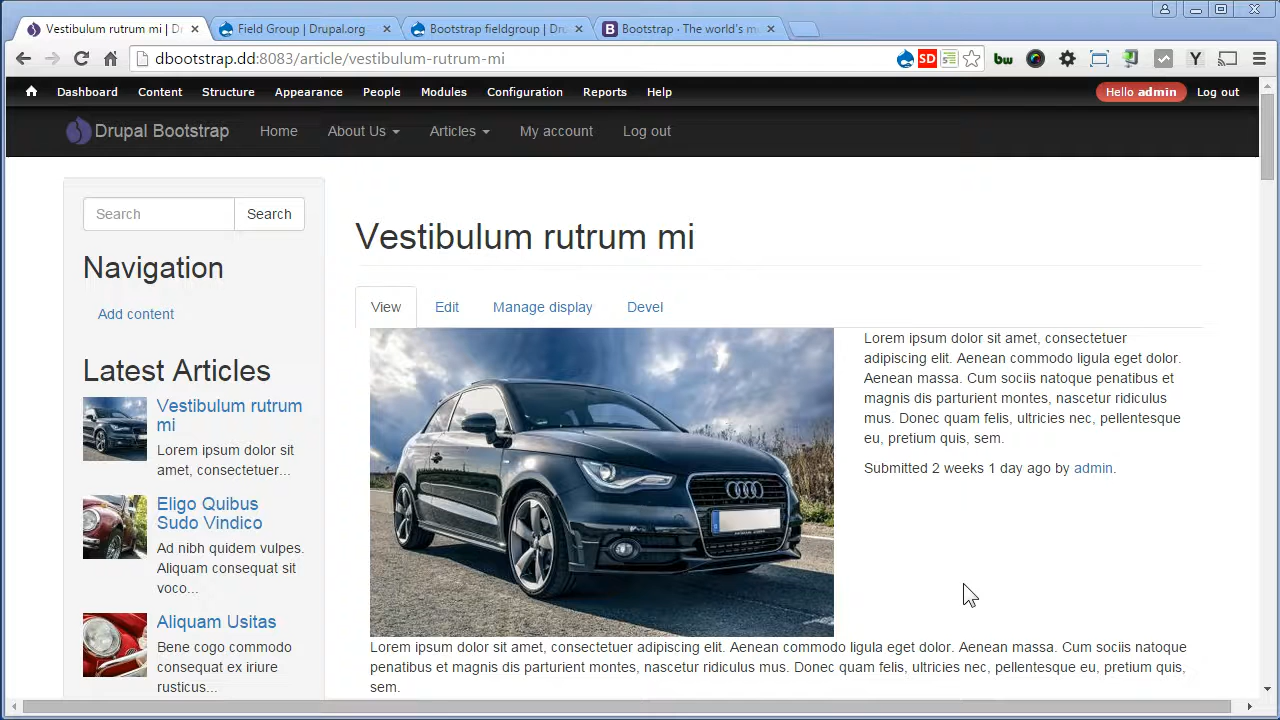 Vestibulum rutrum mi | D
Field Group | Drupal.org
Bootstrap fieldgroup | Dru
Bootstrap · The world's m
dbootstrap.dd:8083/article/vestibulum-rutrum-mi
SD
bw
Y
Dashboard
Content
Structure
Appearance
People
Modules
Configuration
Reports
Help
Hello admin
Log out
Drupal Bootstrap
Home
About Us
Articles
My account
Log out
Search
Search
Navigation
Add content
Latest Articles
Vestibulum rutrum
mi
Lorem ipsum dolor sit
amet, consectetuer...
Eligo Quibus
Sudo Vindico
Ad nibh quidem vulpes.
Aliquam consequat sit
voco...
Aliquam Usitas
Bene cogo commodo
consequat ex iriure
rusticus...
Vestibulum rutrum mi
View
Edit
Manage display
Devel
Lorem ipsum dolor sit amet, consectetuer
adipiscing elit. Aenean commodo ligula eget dolor.
Aenean massa. Cum sociis natoque penatibus et
magnis dis parturient montes, nascetur ridiculus
mus. Donec quam felis, ultricies nec, pellentesque
eu, pretium quis, sem.
Submitted 2 weeks 1 day ago by admin.
Lorem ipsum dolor sit amet, consectetuer adipiscing elit. Aenean commodo ligula eget dolor. Aenean massa. Cum sociis natoque
penatibus et magnis dis parturient montes, nascetur ridiculus mus. Donec quam felis, ultricies nec, pellentesque eu, pretium quis,
sem.